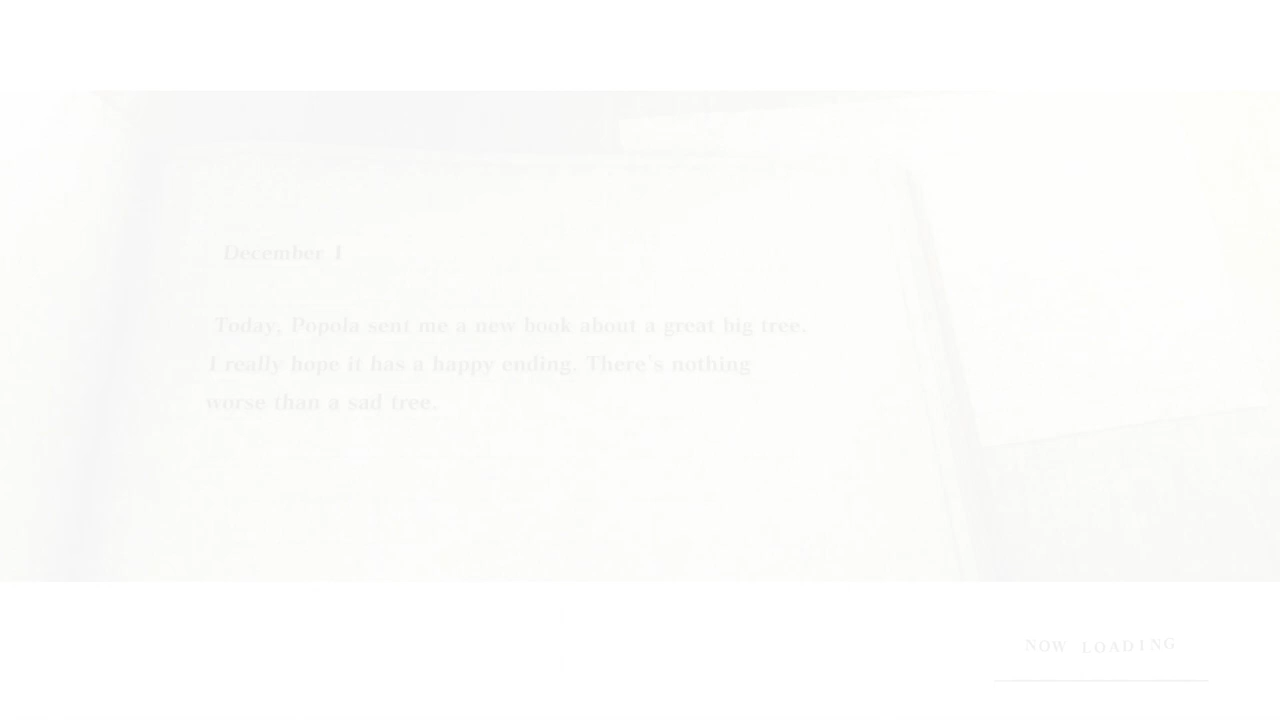 December 1
Today, Popola sent me a new book about a great big tree.
I really hope it has a happy ending. There's nothing
worse than a sad tree.
NOW LOADING